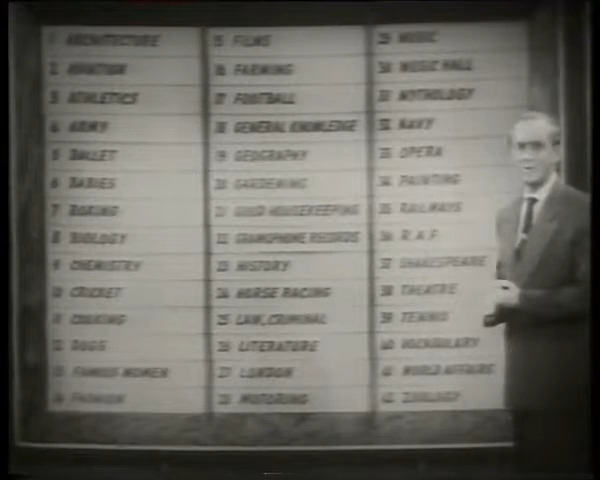 1 ARCHITECTURE
2 AVIATION
3 ATHLETICS
4 ARMY
5 BALLET
6 BABIES
7 BOXING
8 BIOLOGY
9 CHEMISTRY
10 CRICKET
11 COOKING
12 DOGS
13 FAMOUS WOMEN
14 FASHION
15 FILMS
16 FARMING
17 FOOTBALL
18 GENERAL KNOWLEDGE
19 GEOGRAPHY
20 GARDENING
21 GOOD HOUSEKEEPING
22 GRAMOPHONE RECORDS
23 HISTORY
24 HORSE RACING
25 LAW, CRIMINAL
26 LITERATURE
27 LONDON
28 MOTORING
29 MUSIC
30 MUSIC HALL
31 MYTHOLOGY
32 NAVY
33 OPERA
34 PAINTING
35 RAILWAYS
36 R.A.F.
37 SHAKESPEARE
38 THEATRE
39 TENNIS
40 VOCABULARY
41 WORLD AFFAIRS
42 ZOOLOGY